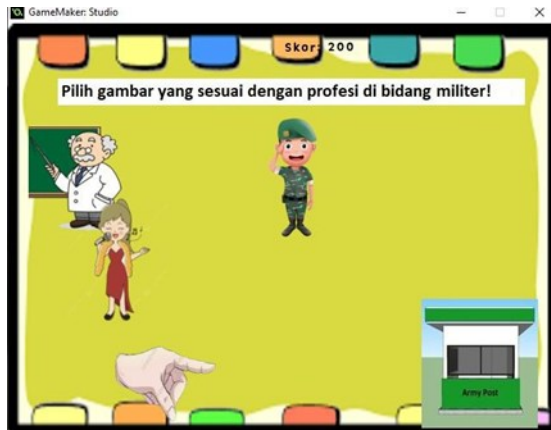 GameMaker: Studio
Skor: 200
Pilih gambar yang sesuai dengan profesi di bidang militer!
Army Post